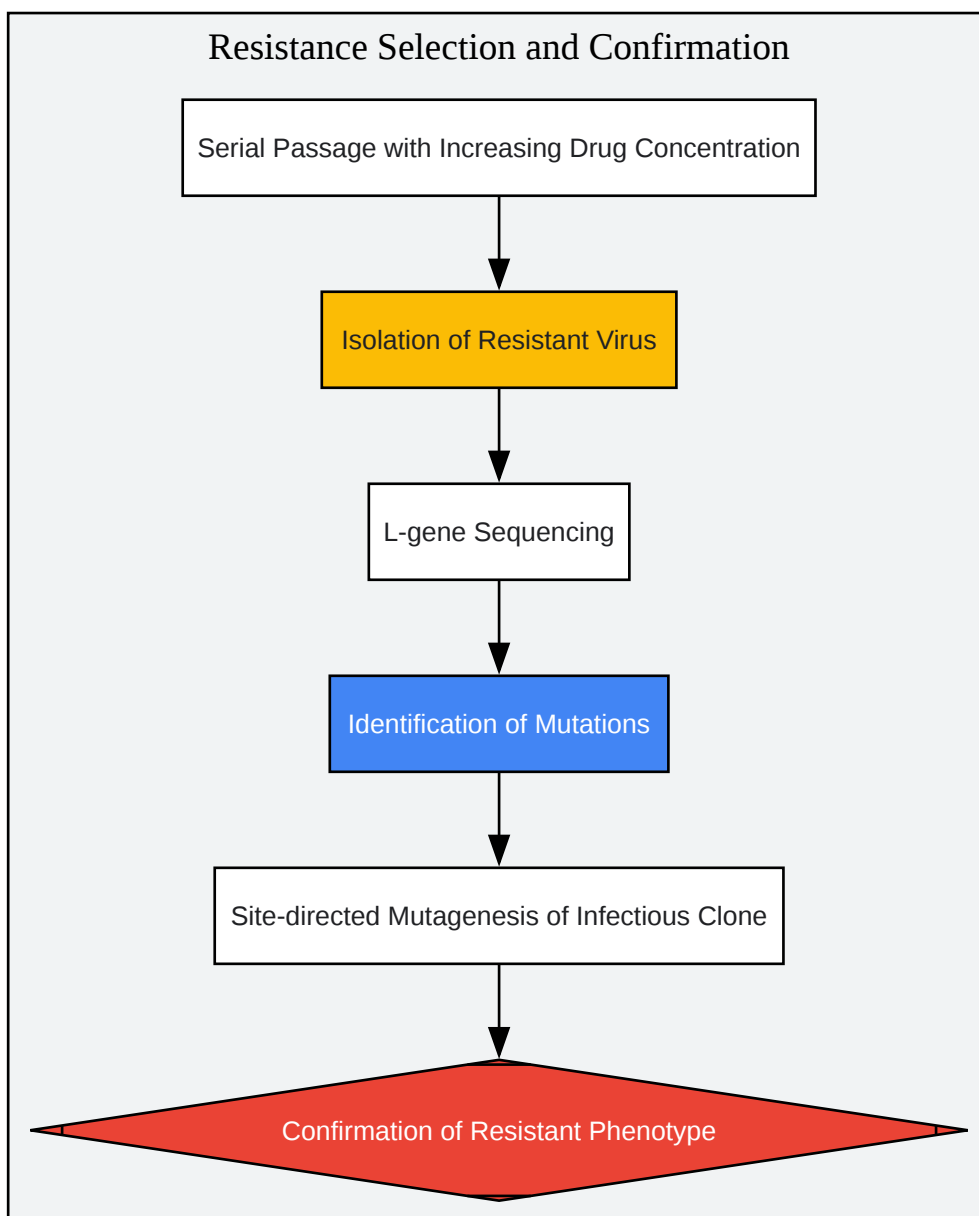 Resistance Selection and Confirmation
Serial Passage with Increasing Drug Concentration
Isolation of Resistant Virus
L-gene Sequencing
Identification of Mutations
Site-directed Mutagenesis of Infectious Clone
Confirmation of Resistant Phenotype